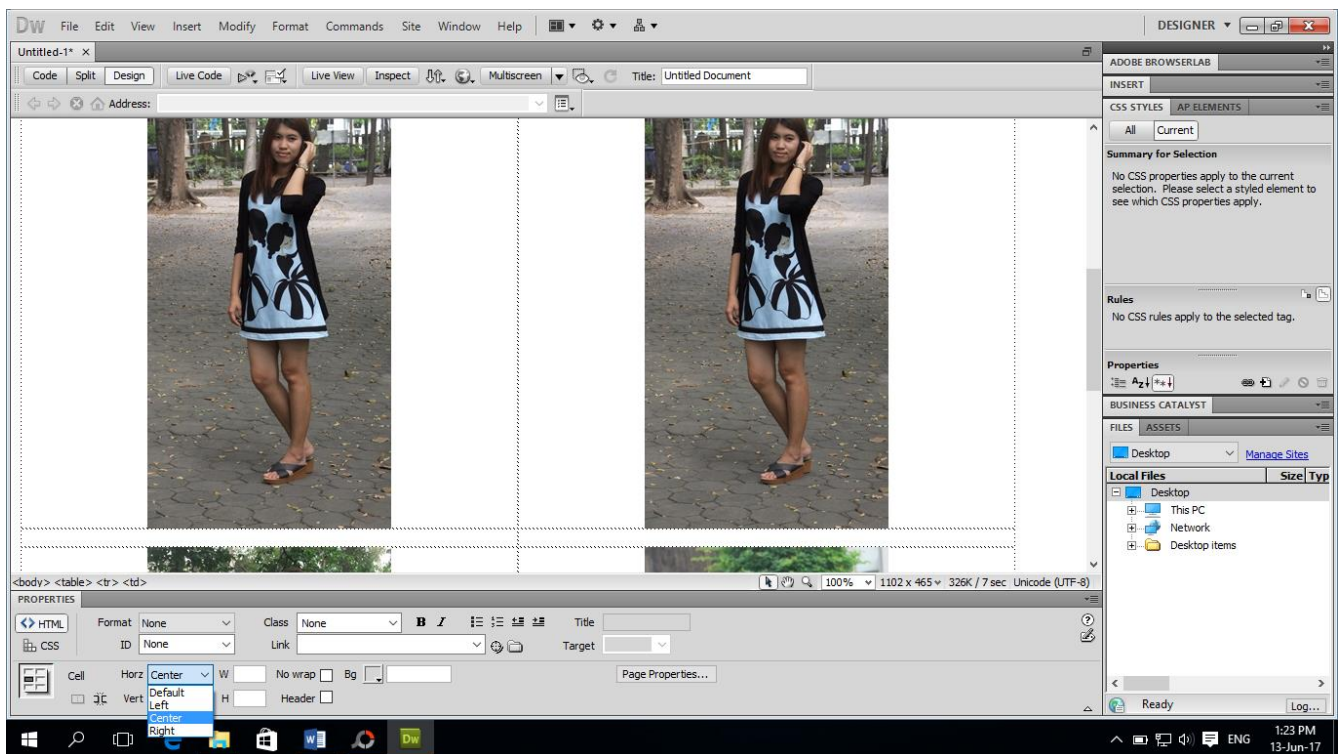 DW File Edit View Insert Modify Format Commands Site Window Help DESIGNER
Untitled-1*
Code Split Design Live Code Live View Inspect Multiscreen Title: Untitled Document
Address:
ADOBE BROWSERLAB
INSERT
CSS STYLES AP ELEMENTS
All Current
Summary for Selection
No CSS properties apply to the current
selection. Please select a styled element to
see which CSS properties apply.
Rules
No CSS rules apply to the selected tag.
Properties
BUSINESS CATALYST
FILES ASSETS
Desktop Manage Sites
Local Files Size Typ
Desktop
This PC
Network
Desktop items
Ready Log...
<body> <table> <tr> <td> 100% 1102 x 465 326K / 7 sec Unicode (UTF-8)
PROPERTIES
<> HTML Format None Class None B I Title
CSS ID None Link Target
Cell Horz Center W No wrap Bg Page Properties...
Vert H Header
Default
Left
Center
Right
W Dw ENG 1:23 PM
13-Jun-17